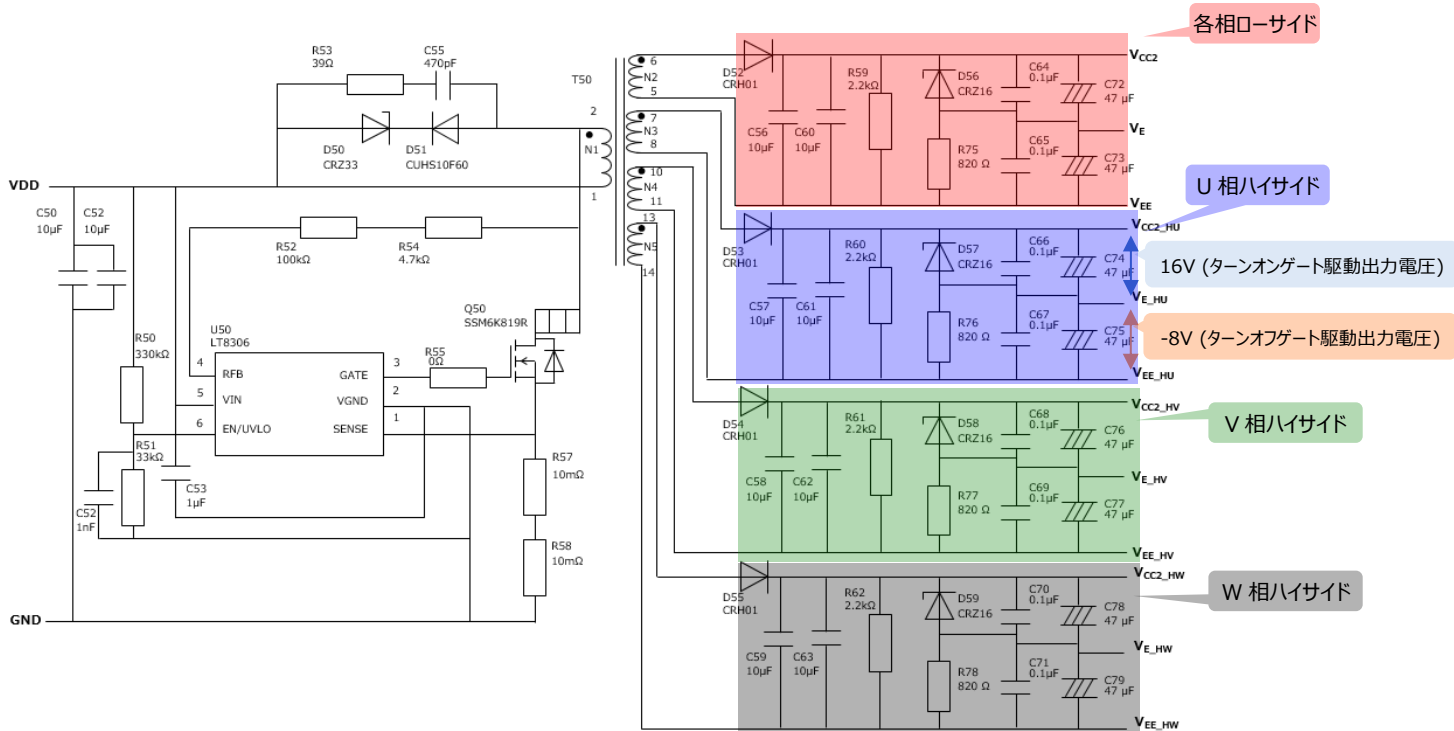 各相ローサイド
R53
39Ω
C55
470pF
T50
2
N1
1
D50
CRZ33
D51
CUHS10F60
VDD
C50
10µF
C52
10µF
R52
100kΩ
R54
4.7kΩ
Q50
SSM6K819R
R50
330kΩ
U50
LT8306
R55
0Ω
4
RFB
5
VIN
6
EN/UVLO
3
GATE
2
VGND
1
SENSE
R51
33kΩ
C53
1µF
C52
1nF
R57
10mΩ
R58
10mΩ
GND
6
N2
5
7
N3
8
10
N4
11
13
N5
14
D52
CRH01
C56
10µF
C60
10µF
R59
2.2kΩ
D56
CRZ16
R75
820 Ω
C64
0.1µF
C65
0.1µF
C72
47 µF
C73
47 µF
VCC2
VE
VEE
U 相ハイサイド
D53
CRH01
C57
10µF
C61
10µF
R60
2.2kΩ
D57
CRZ16
R76
820 Ω
C66
0.1µF
C67
0.1µF
C74
47 µF
C75
47 µF
VCC2_HU
16V (ターンオンゲート駆動出力電圧)
VE_HU
-8V (ターンオフゲート駆動出力電圧)
VEE_HU
D54
CRH01
C58
10µF
C62
10µF
R61
2.2kΩ
D58
CRZ16
R77
820 Ω
C68
0.1µF
C69
0.1µF
C76
47 µF
C77
47 µF
VCC2_HV
V 相ハイサイド
VE_HV
VEE_HV
D55
CRH01
C59
10µF
C63
10µF
R62
2.2kΩ
D59
CRZ16
R78
820 Ω
C70
0.1µF
C71
0.1µF
C78
47 µF
C79
47 µF
VCC2_HW
W 相ハイサイド
VE_HW
VEE_HW